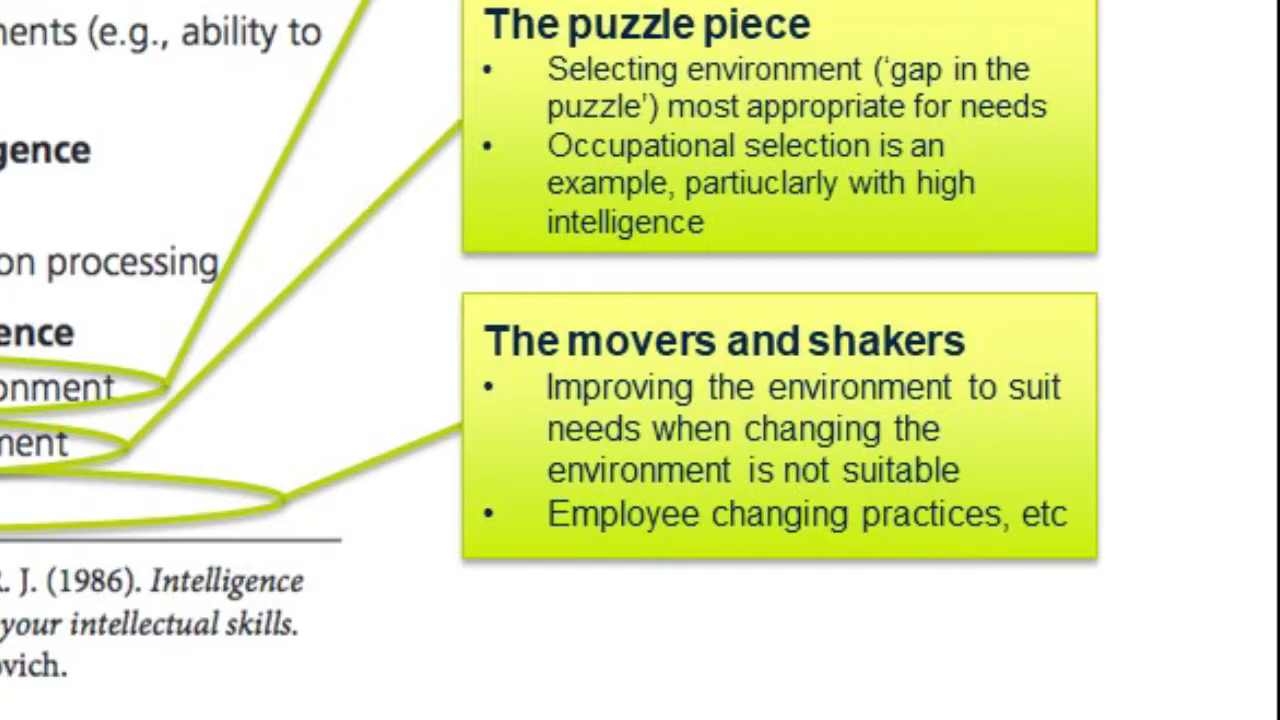 ents (e.g., ability to
gence
on processing
ence
onment
ment
R. J. (1986). Intelligence
your intellectual skills.
ovich.
The puzzle piece
• Selecting environment (‘gap in the
puzzle’) most appropriate for needs
• Occupational selection is an
example, partiuclarly with high
intelligence
The movers and shakers
• Improving the environment to suit
needs when changing the
environment is not suitable
• Employee changing practices, etc